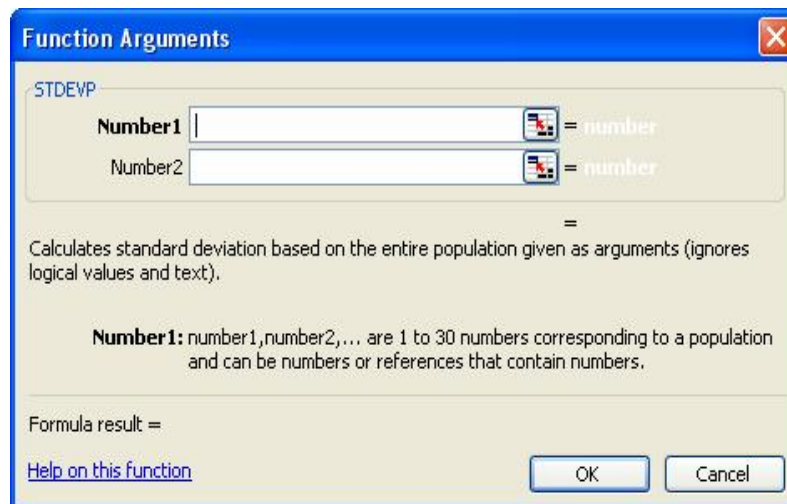 Function Arguments
STDEVP
Number1 = number
Number2 = number
=
Calculates standard deviation based on the entire population given as arguments (ignores
logical values and text).
Number1: number1,number2,... are 1 to 30 numbers corresponding to a population
and can be numbers or references that contain numbers.
Formula result =
Help on this function
OK Cancel